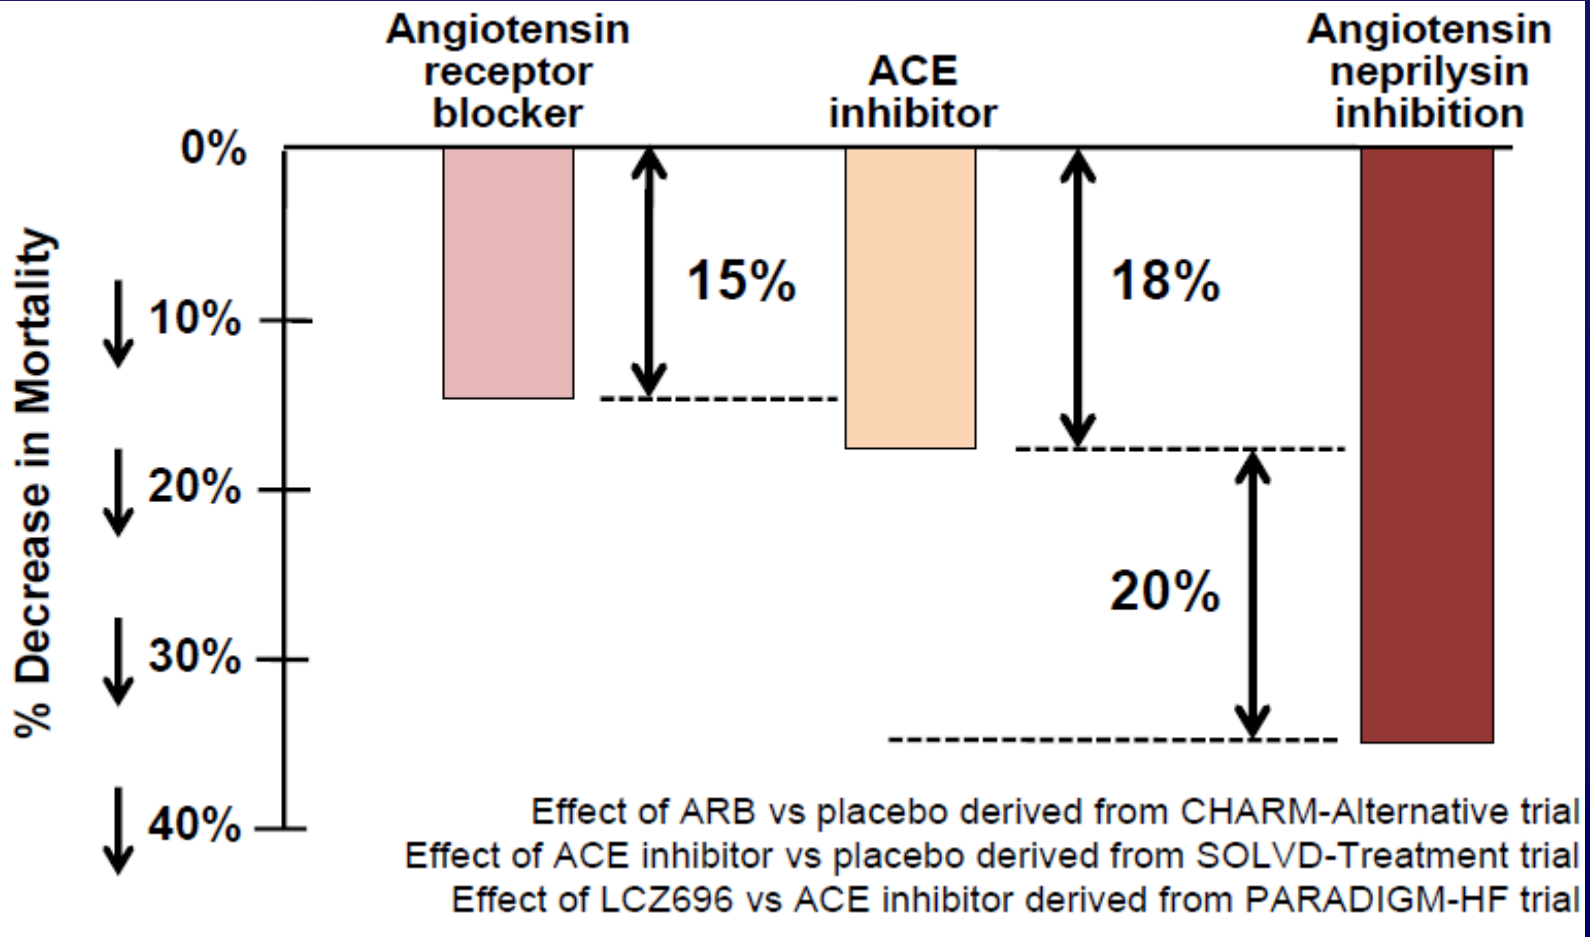 Angiotensin
receptor
blocker
ACE
inhibitor
Angiotensin
neprilysin
inhibition
0%
10%
20%
30%
40%
% Decrease in Mortality
15%
18%
20%
Effect of ARB vs placebo derived from CHARM-Alternative trial
Effect of ACE inhibitor vs placebo derived from SOLVD-Treatment trial
Effect of LCZ696 vs ACE inhibitor derived from PARADIGM-HF trial